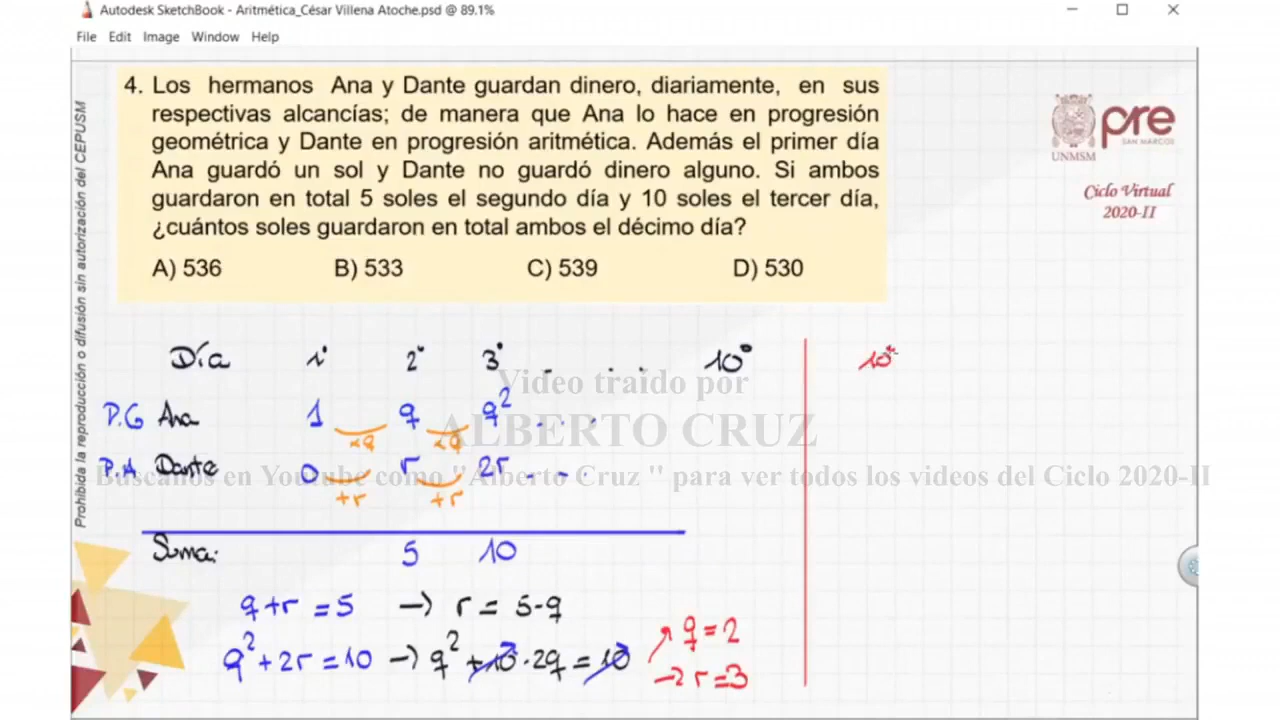 Autodesk SketchBook - Aritmética_César Villena Atoche.psd @ 89.1%
File Edit Image Window Help
4. Los hermanos Ana y Dante guardan dinero, diariamente, en sus
respectivas alcancías; de manera que Ana lo hace en progresión
geométrica y Dante en progresión aritmética. Además el primer día
Ana guardó un sol y Dante no guardó dinero alguno. Si ambos
guardaron en total 5 soles el segundo día y 10 soles el tercer día,
¿cuántos soles guardaron en total ambos el décimo día?
A) 536 B) 533 C) 539 D) 530
Prohibida la reproducción o difusión sin autorización del CEPUSM
UNMSM
pre
SAN MARCOS
Ciclo Virtual
2020-II
Día 1° 2° 3° . . . 10°
10°
Video traído por
P.G Ana 1 q q² . . .
×q ×q
ALBERTO CRUZ
P.A Dante 0 r 2r - - -
+r +r
Buscanos en Youtube como " Alberto Cruz " para ver todos los videos del Ciclo 2020-II
Suma: 5 10
q+r = 5 → r = 5-q
q² + 2r = 10 → q² + 10 - 2q = 10
↗ q = 2
→ r = 3